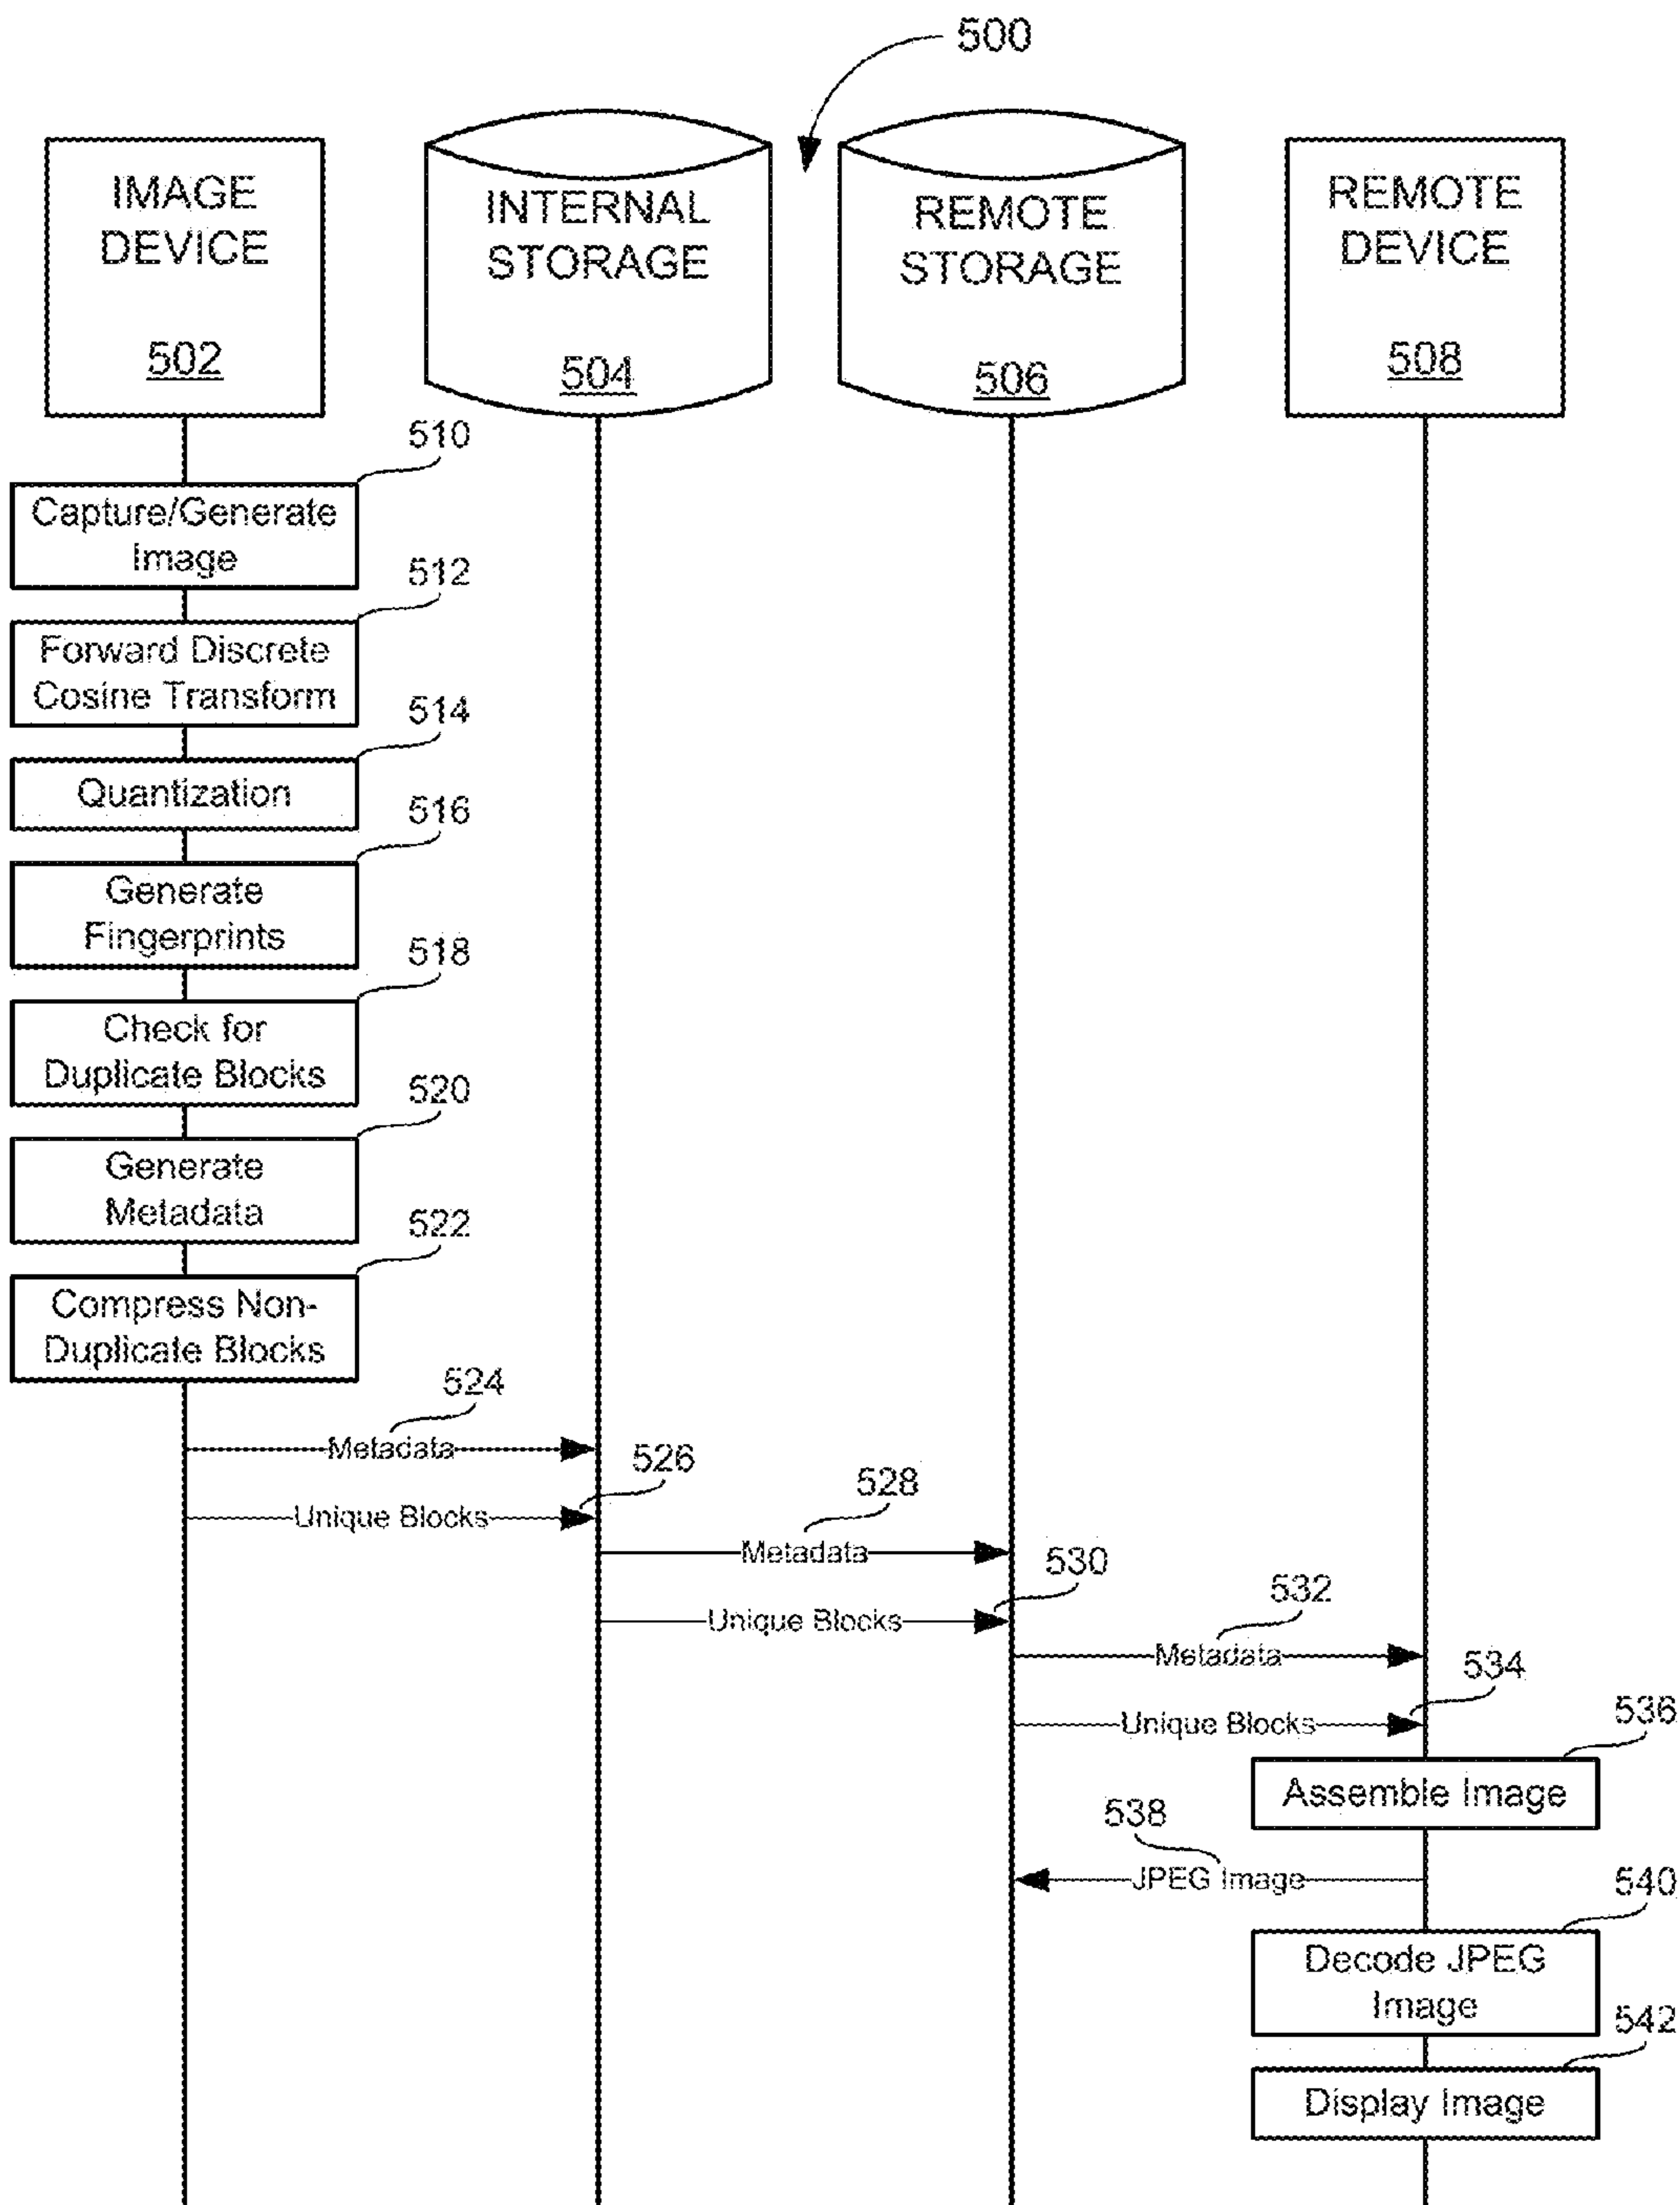 500
IMAGE
DEVICE
502
INTERNAL
STORAGE
504
REMOTE
STORAGE
506
REMOTE
DEVICE
508
510
Capture/Generate
Image
512
Forward Discrete
Cosine Transform
514
Quantization
516
Generate
Fingerprints
518
Check for
Duplicate Blocks
520
Generate
Metadata
522
Compress Non-
Duplicate Blocks
524
Metadata
526
Unique Blocks
528
Metadata
530
Unique Blocks
532
Metadata
534
Unique Blocks
536
Assemble Image
538
JPEG Image
540
Decode JPEG
Image
542
Display Image